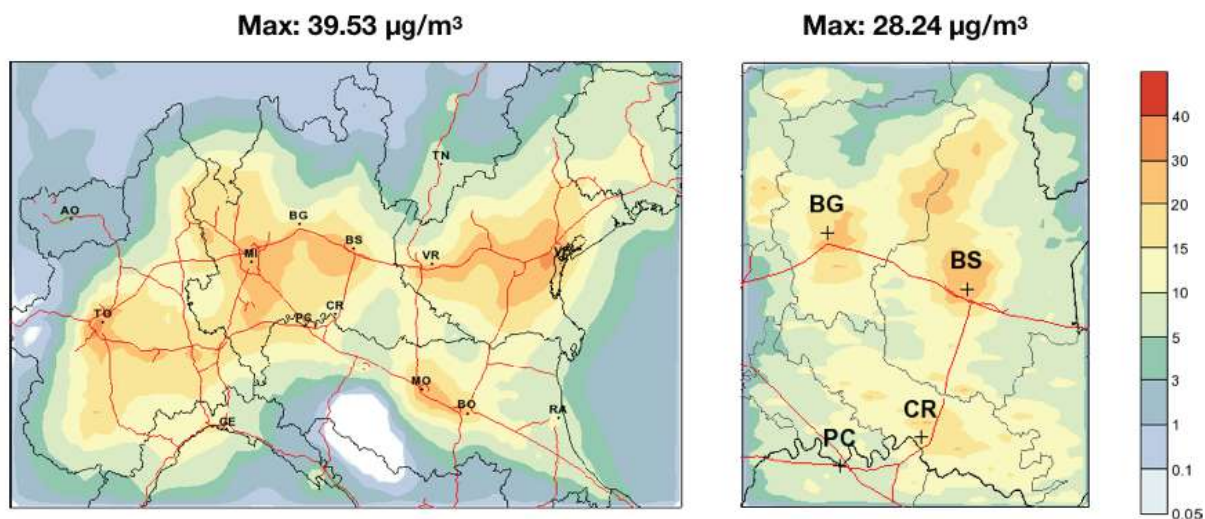 Max: 39.53 µg/m³ Max: 28.24 µg/m³
TN
AO
BG
MI
BS
VR
VE
TO
PC
CR
MO
BO
RA
GE
BG
BS
CR
PC
40
30
20
15
10
5
3
1
0.1
0.05